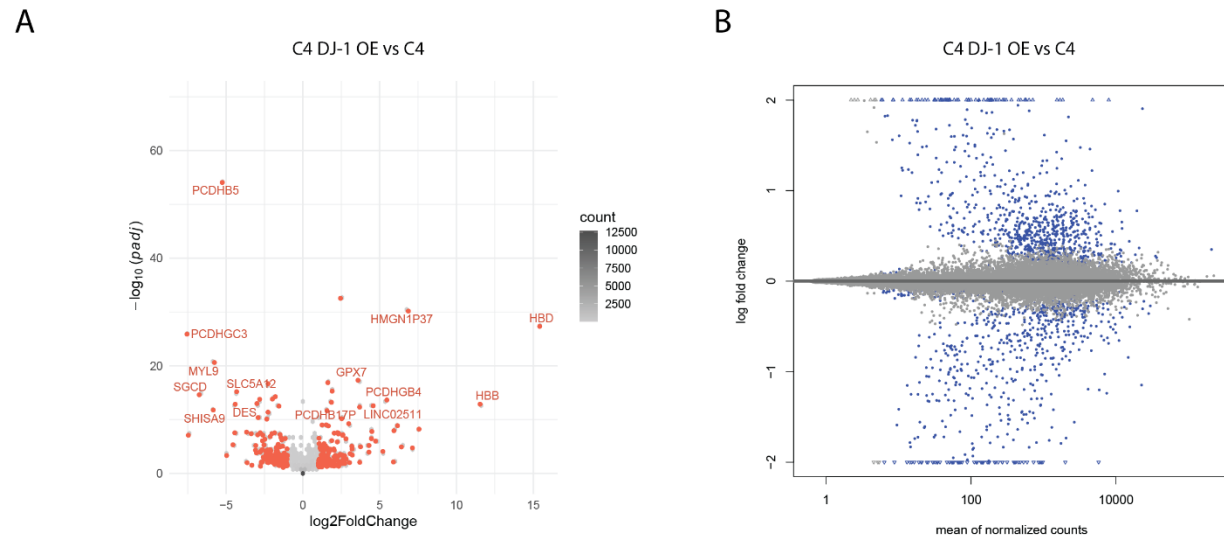 A
C4 DJ-1 OE vs C4
−log10 (padj)
60
40
20
0
PCDHB5
HMGN1P37
HBD
PCDHGC3
MYL9
GPX7
SGCD
SLC5A12
PCDHGB4
HBB
SHISA9
DES
PCDHB17P
LINC02511
−5
0
5
10
15
log2FoldChange
count
12500
10000
7500
5000
2500
B
C4 DJ-1 OE vs C4
log fold change
2
1
0
−1
−2
1
100
10000
mean of normalized counts